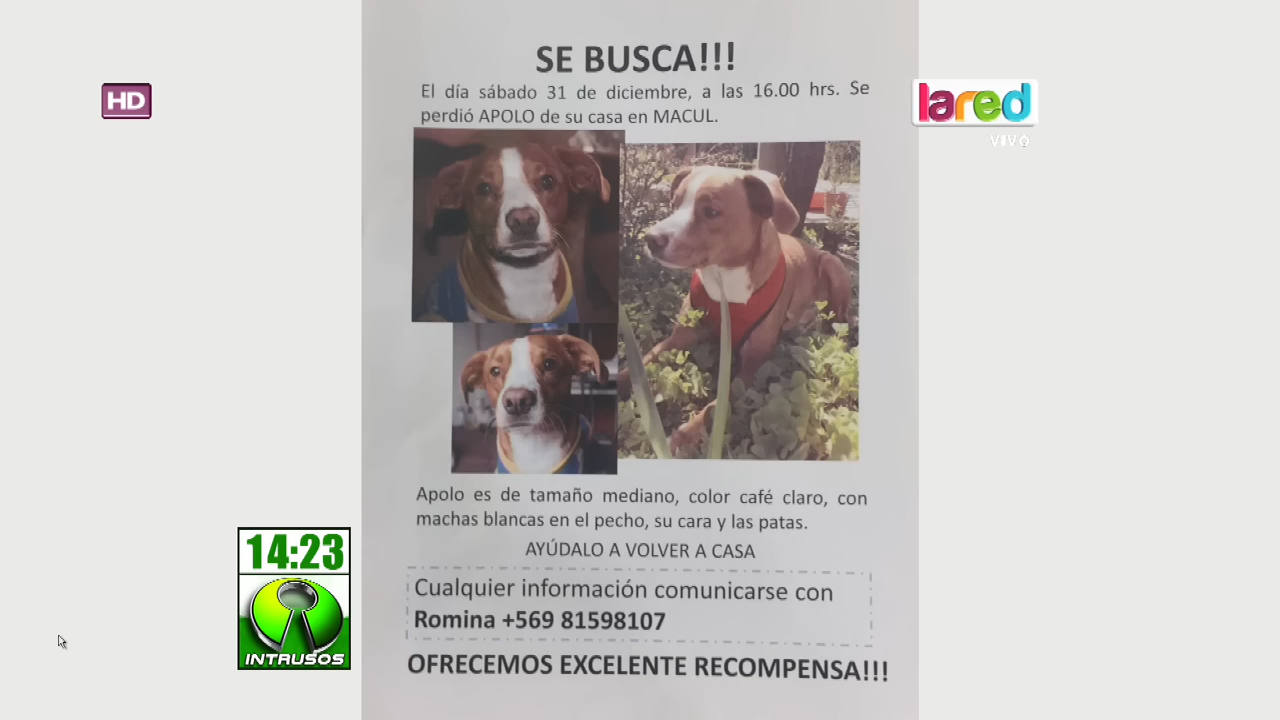 SE BUSCA!!!
El día sábado 31 de diciembre, a las 16.00 hrs. Se
perdió APOLO de su casa en MACUL.
HD
lared
VIVO
Apolo es de tamaño mediano, color café claro, con
machas blancas en el pecho, su cara y las patas.
AYÚDALO A VOLVER A CASA
14:23
INTRUSOS
Cualquier información comunicarse con
Romina +569 81598107
OFRECEMOS EXCELENTE RECOMPENSA!!!